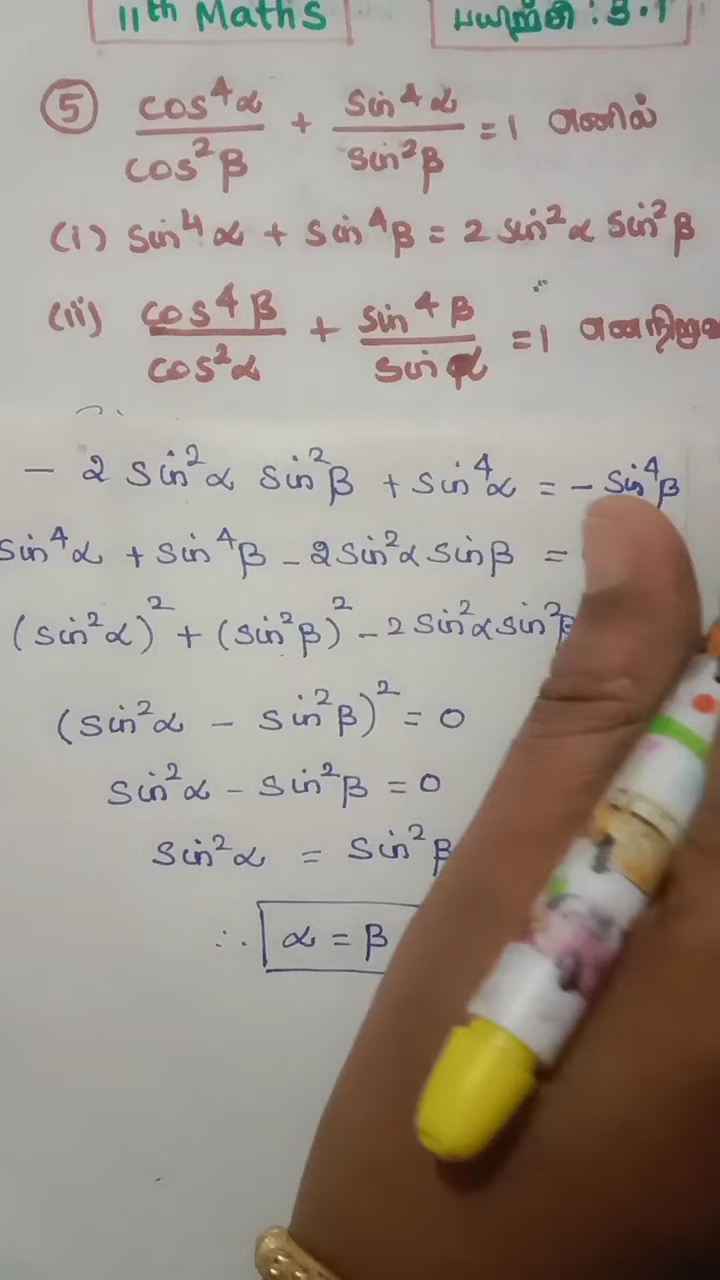 11th Maths பயிற்சி : 3.1
⑤ cos⁴α/cos²β + sin⁴α/sin²β = 1 எனில்
(i) sin⁴α + sin⁴β = 2 sin²α sin²β
(ii) cos⁴β/cos²α + sin⁴β/sin α = 1
- 2 sin²α sin²β + sin⁴α = - sin⁴β
sin⁴α + sin⁴β - 2sin²α sinβ =
(sin²α)² + (sin²β)² - 2 sin²α sin²β
(sin²α - sin²β)² = 0
sin²α - sin²β = 0
sin²α = sin²β
∴ α = β